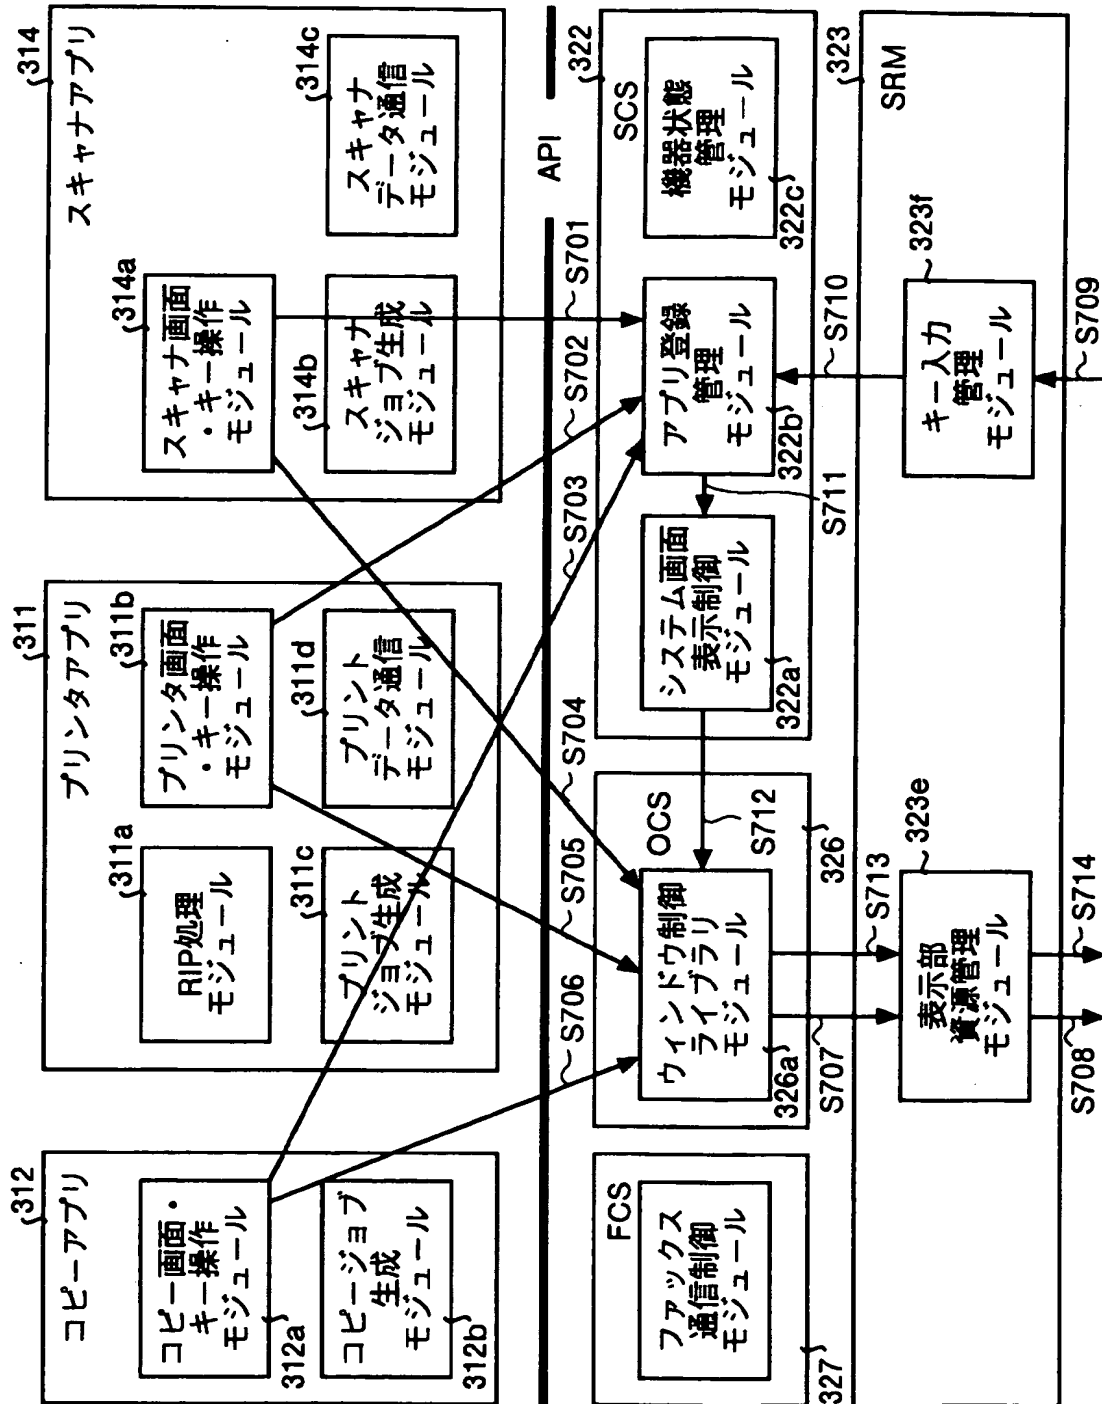 312
コピーアプリ
コピー画面・
キー操作
モジュール
312a
コピージョブ
生成
モジュール
312b
311
プリンタアプリ
311a
RIP処理
モジュール
311b
プリンタ画面
・キー操作
モジュール
311c
プリント
ジョブ生成
モジュール
311d
プリント
データ通信
モジュール
314
スキャナアプリ
314a
スキャナ画面
・キー操作
モジュール
314b
スキャナ
ジョブ生成
モジュール
314c
スキャナ
データ通信
モジュール
API
S706
S705
S704
S703
S702
S701
FCS
ファックス
通信制御
モジュール
327
OCS
ウィンドウ制御
ライブラリ
モジュール
326a
326
S712
322
SCS
システム画面
表示制御
モジュール
322a
S711
アプリ登録
管理
モジュール
322b
機器状態
管理
モジュール
322c
S707
S713
S710
323
SRM
323e
表示部
資源管理
モジュール
323f
キー入力
管理
モジュール
S708
S714
S709